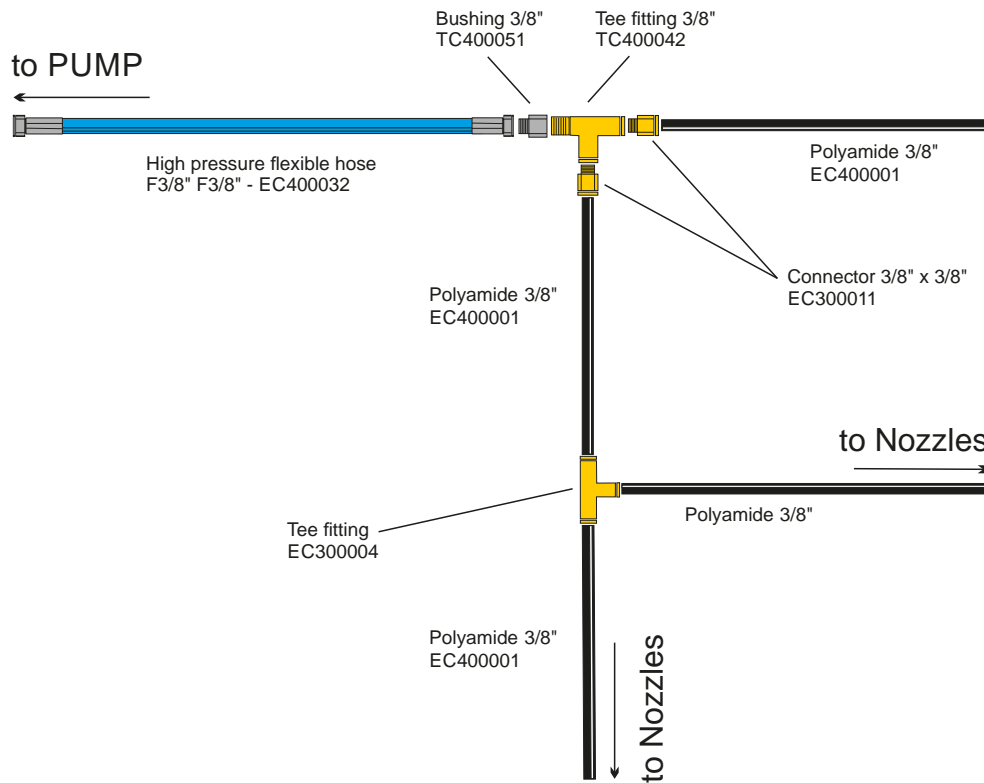 Bushing 3/8"
TC400051
Tee fitting 3/8"
TC400042
to PUMP
High pressure flexible hose
F3/8" F3/8" - EC400032
Polyamide 3/8"
EC400001
Polyamide 3/8"
EC400001
Connector 3/8" x 3/8"
EC300011
to Nozzles
Polyamide 3/8"
Tee fitting
EC300004
Polyamide 3/8"
EC400001
to Nozzles